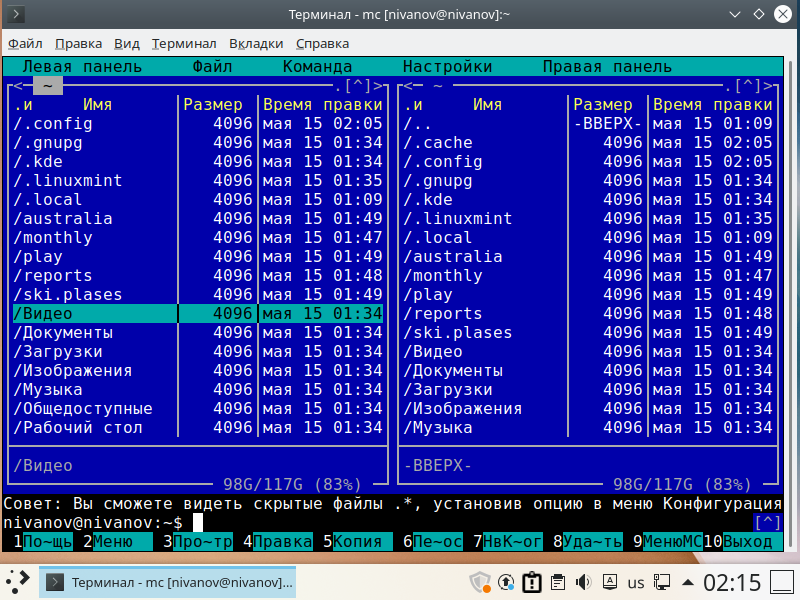 Терминал - mc [nivanov@nivanov]:~
Файл Правка Вид Терминал Вкладки Справка
Левая панель Файл Команда Настройки Правая панель
<- ~ .[^]> <- ~ .[^]>
.и Имя Размер Время правки .и Имя Размер Время правки
/.config 4096 мая 15 02:05 /.. -ВВЕРХ- мая 15 01:09
/.gnupg 4096 мая 15 01:34 /.cache 4096 мая 15 02:05
/.kde 4096 мая 15 01:34 /.config 4096 мая 15 02:05
/.linuxmint 4096 мая 15 01:35 /.gnupg 4096 мая 15 01:34
/.local 4096 мая 15 01:09 /.kde 4096 мая 15 01:34
/australia 4096 мая 15 01:49 /.linuxmint 4096 мая 15 01:35
/monthly 4096 мая 15 01:47 /.local 4096 мая 15 01:09
/play 4096 мая 15 01:49 /australia 4096 мая 15 01:49
/reports 4096 мая 15 01:48 /monthly 4096 мая 15 01:47
/ski.plases 4096 мая 15 01:49 /play 4096 мая 15 01:49
/Видео 4096 мая 15 01:34 /reports 4096 мая 15 01:48
/Документы 4096 мая 15 01:34 /ski.plases 4096 мая 15 01:49
/Загрузки 4096 мая 15 01:34 /Видео 4096 мая 15 01:34
/Изображения 4096 мая 15 01:34 /Документы 4096 мая 15 01:34
/Музыка 4096 мая 15 01:34 /Загрузки 4096 мая 15 01:34
/Общедоступные 4096 мая 15 01:34 /Изображения 4096 мая 15 01:34
/Рабочий стол 4096 мая 15 01:34 /Музыка 4096 мая 15 01:34
/Видео -ВВЕРХ-
98G/117G (83%) 98G/117G (83%)
Совет: Вы сможете видеть скрытые файлы .*, установив опцию в меню Конфигурация
nivanov@nivanov:~$ [^]
1По~щь 2Меню 3Про~тр 4Правка 5Копия 6Пе~ос 7НвК~ог 8Уда~ть 9МенюMC 10Выход
Терминал - mc [nivanov@nivanov]... us 02:15